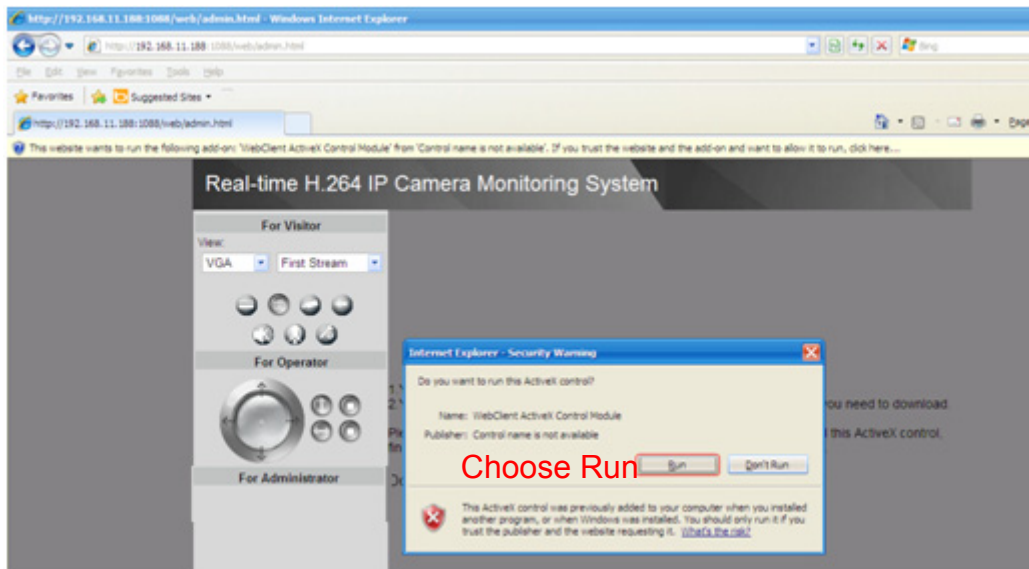 http://192.168.11.188:1088/web/admin.html - Windows Internet Explorer
http://192.168.11.188:1088/web/admin.html
Bing
File Edit View Favorites Tools Help
Favorites Suggested Sites
http://192.168.11.188:1088/web/admin.html
Page
This website wants to run the following add-on: 'WebClient ActiveX Control Module' from 'Control name is not available'. If you trust the website and the add-on and want to allow it to run, click here...
Real-time H.264 IP Camera Monitoring System
For Visitor
View:
VGA First Stream
For Operator
For Administrator
Internet Explorer - Security Warning
Do you want to run this ActiveX control?
1.
2.
ou need to download
Name: WebClient ActiveX Control Module
Publisher: Control name is not available
this ActiveX control,
Choose Run
Run Don't Run
This ActiveX control was previously added to your computer when you installed
another program, or when Windows was installed. You should only run it if you
trust the publisher and the website requesting it. What's the risk?